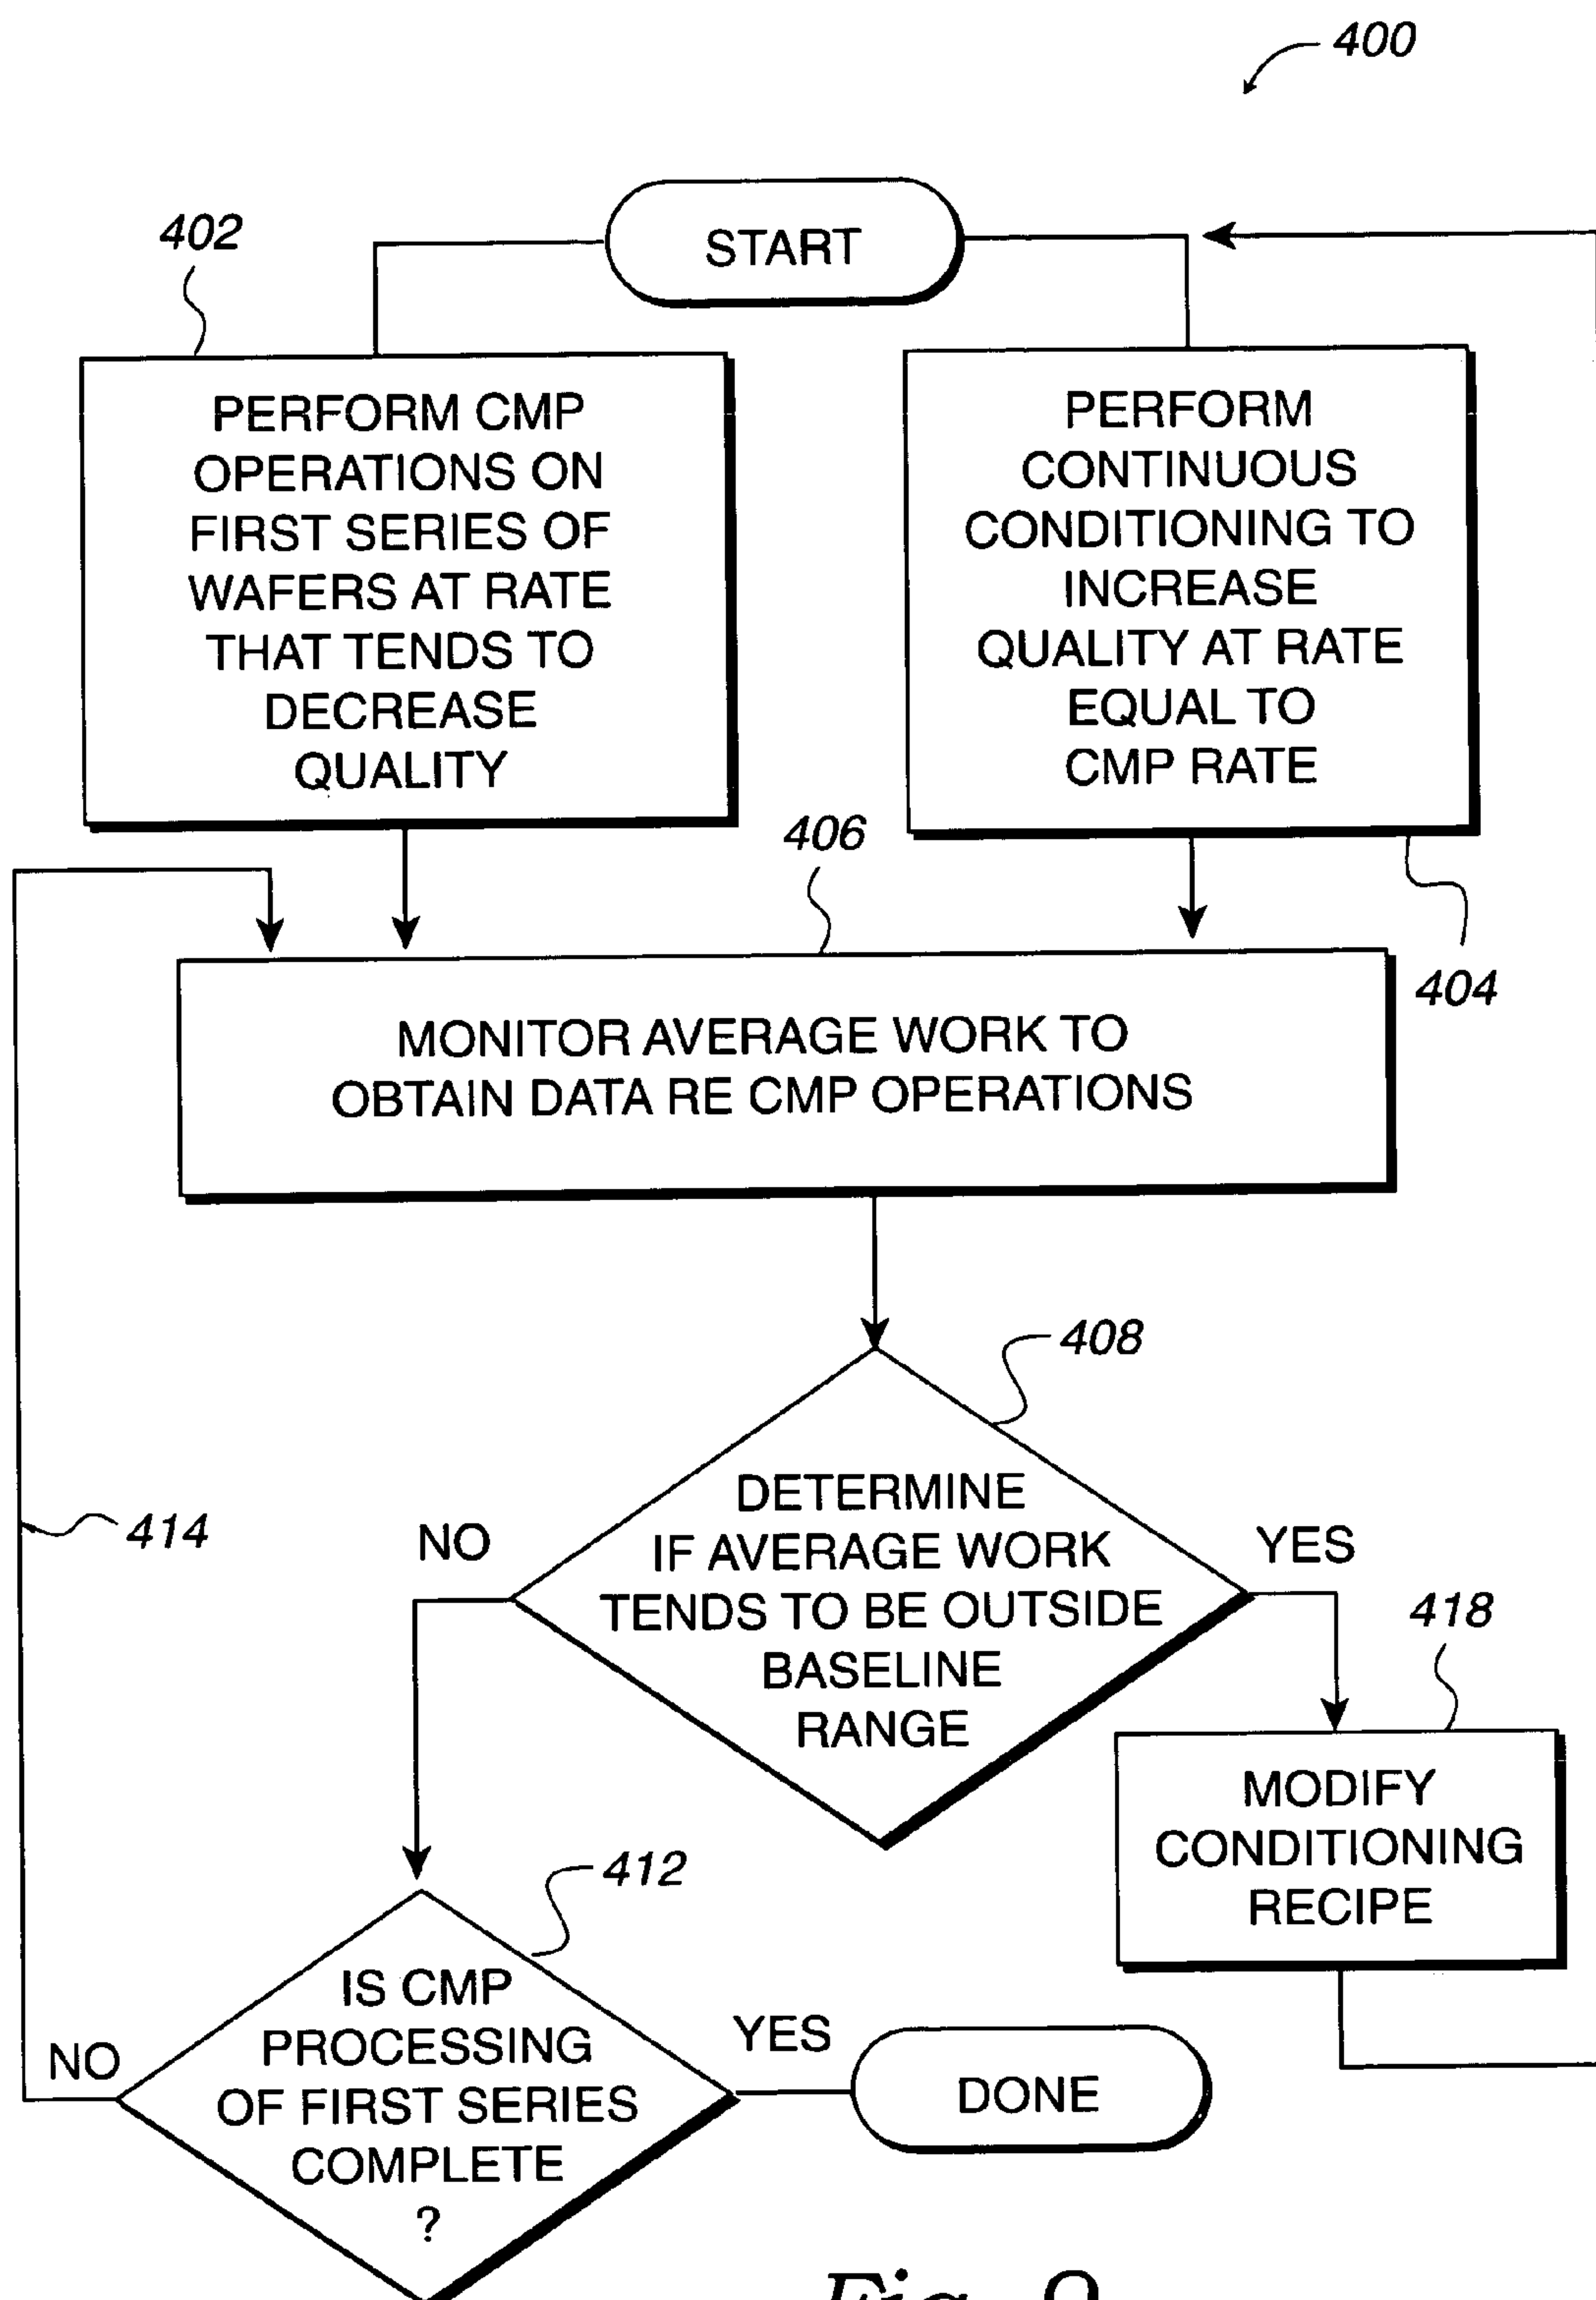 400
START
402
PERFORM CMP
OPERATIONS ON
FIRST SERIES OF
WAFERS AT RATE
THAT TENDS TO
DECREASE
QUALITY
PERFORM
CONTINUOUS
CONDITIONING TO
INCREASE
QUALITY AT RATE
EQUAL TO
CMP RATE
406
404
MONITOR AVERAGE WORK TO
OBTAIN DATA RE CMP OPERATIONS
408
DETERMINE
IF AVERAGE WORK
TENDS TO BE OUTSIDE
BASELINE
RANGE
NO
YES
414
418
MODIFY
CONDITIONING
RECIPE
412
IS CMP
PROCESSING
OF FIRST SERIES
COMPLETE
?
NO
YES
DONE
Fig.